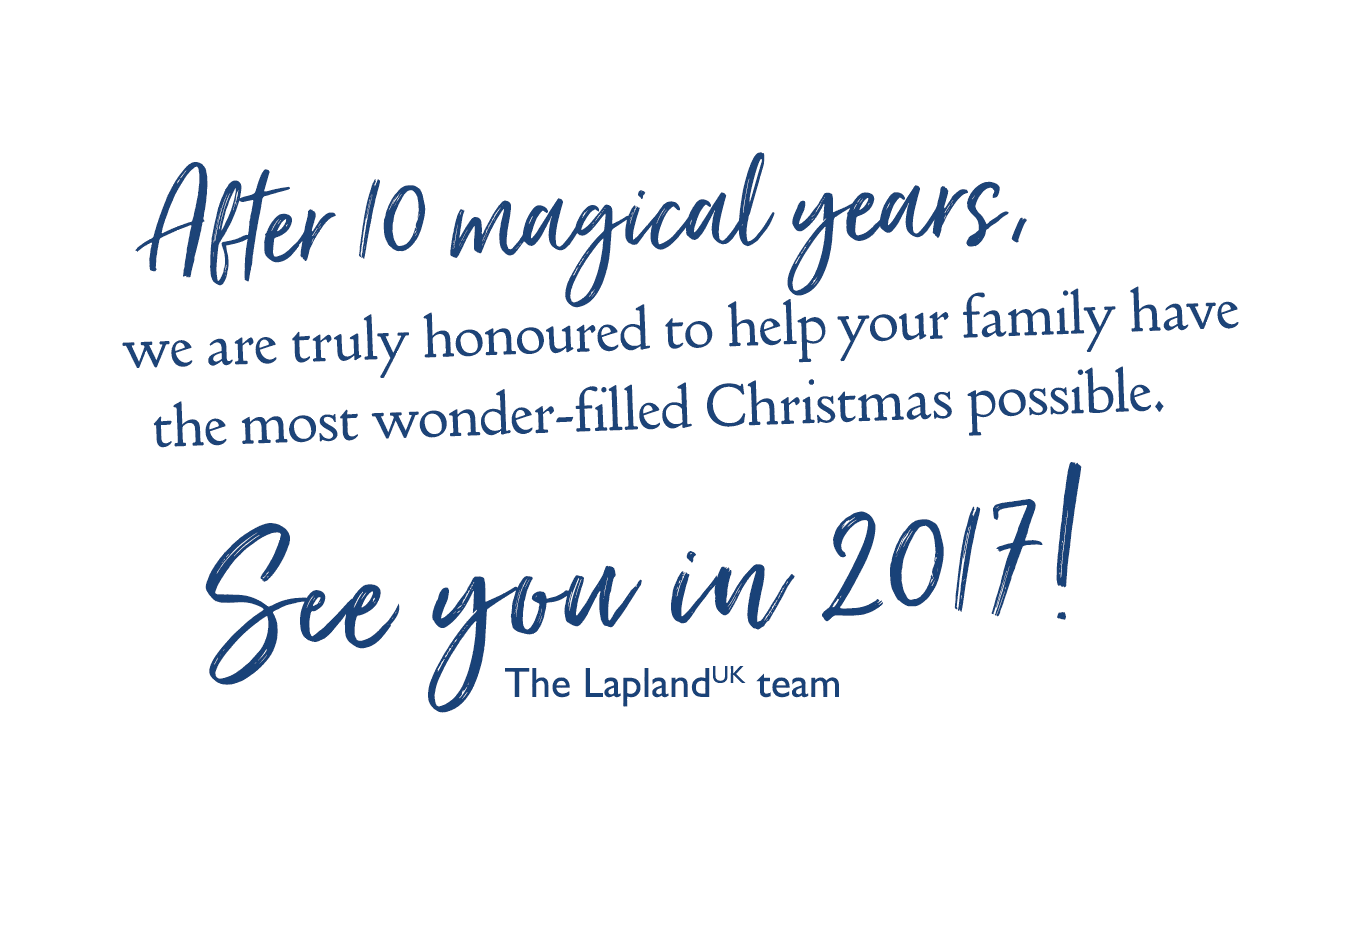 After 10 magical years,
we are truly honoured to help your family have
the most wonder-filled Christmas possible.
See you in 2017!
The LaplandUK team